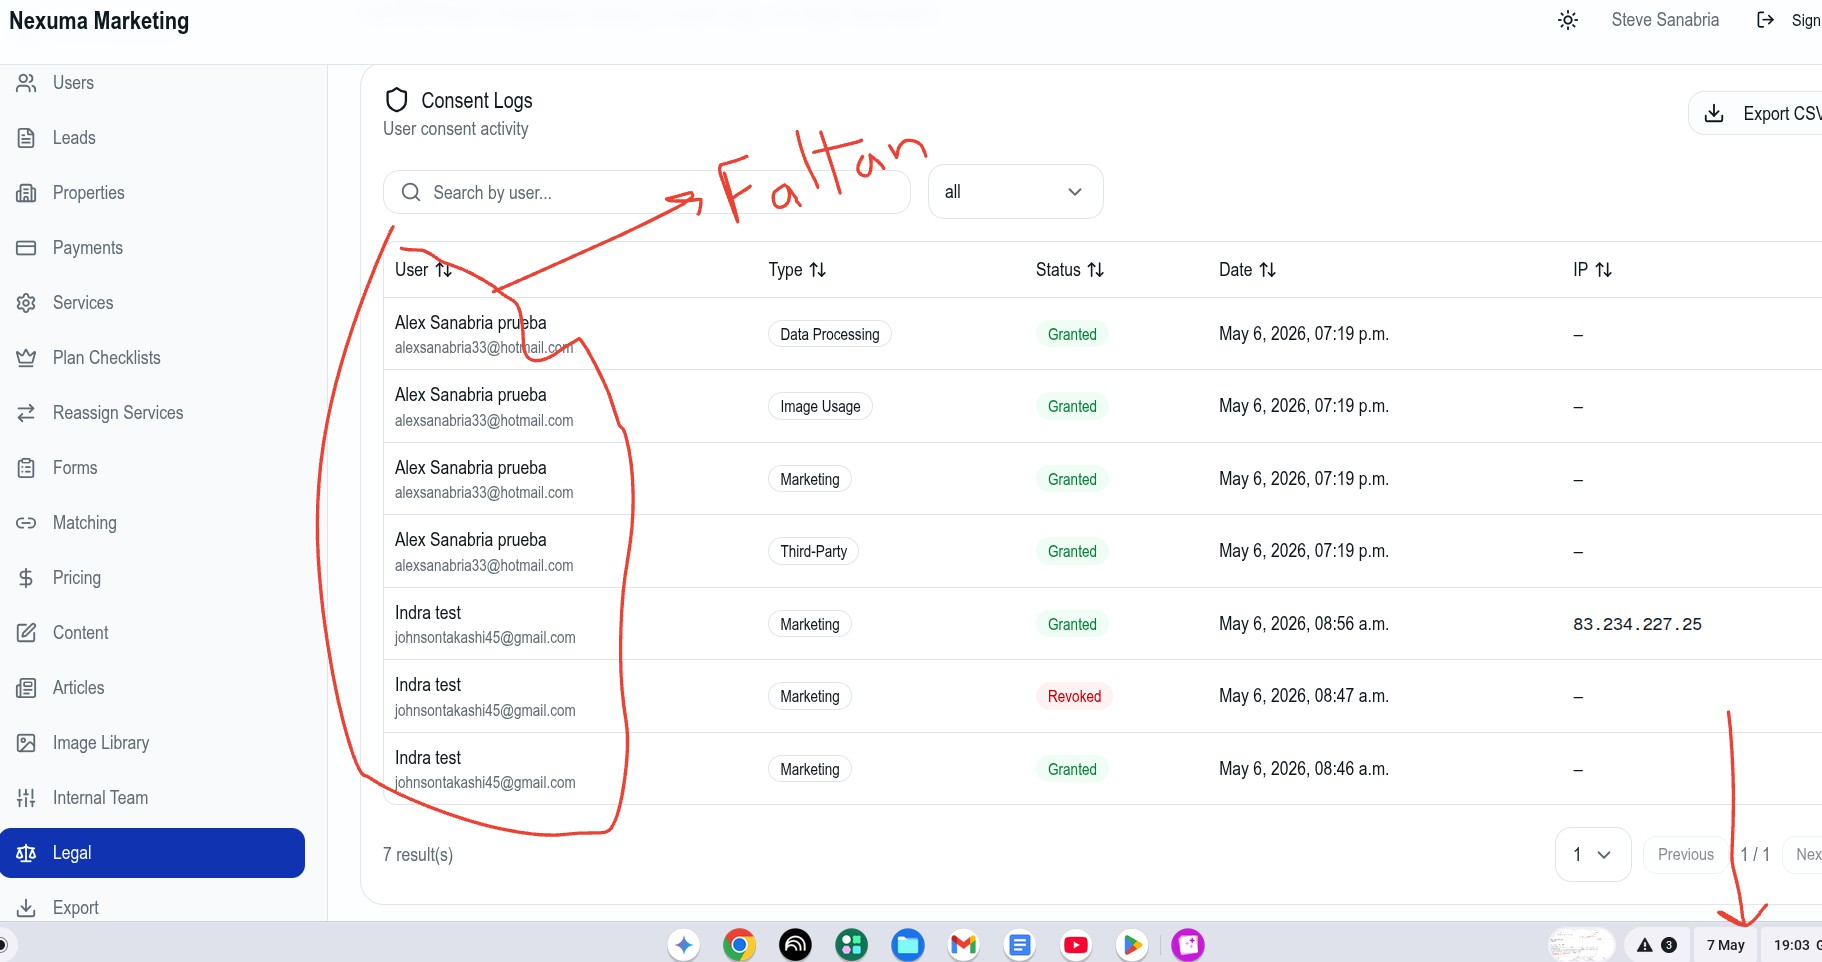 Nexuma Marketing
Steve Sanabria
Sign
Users
Leads
Properties
Payments
Services
Plan Checklists
Reassign Services
Forms
Matching
Pricing
Content
Articles
Image Library
Internal Team
Legal
Export
Consent Logs
User consent activity
Export CSV
Faltan
Search by user...
all
User Type Status Date IP
Alex Sanabria prueba
alexsanabria33@hotmail.com
Data Processing Granted May 6, 2026, 07:19 p.m. –
Alex Sanabria prueba
alexsanabria33@hotmail.com
Image Usage Granted May 6, 2026, 07:19 p.m. –
Alex Sanabria prueba
alexsanabria33@hotmail.com
Marketing Granted May 6, 2026, 07:19 p.m. –
Alex Sanabria prueba
alexsanabria33@hotmail.com
Third-Party Granted May 6, 2026, 07:19 p.m. –
Indra test
johnsontakashi45@gmail.com
Marketing Granted May 6, 2026, 08:56 a.m. 83.234.227.25
Indra test
johnsontakashi45@gmail.com
Marketing Revoked May 6, 2026, 08:47 a.m. –
Indra test
johnsontakashi45@gmail.com
Marketing Granted May 6, 2026, 08:46 a.m. –
7 result(s)
1 Previous 1 / 1 Nex
3 7 May 19:03 G